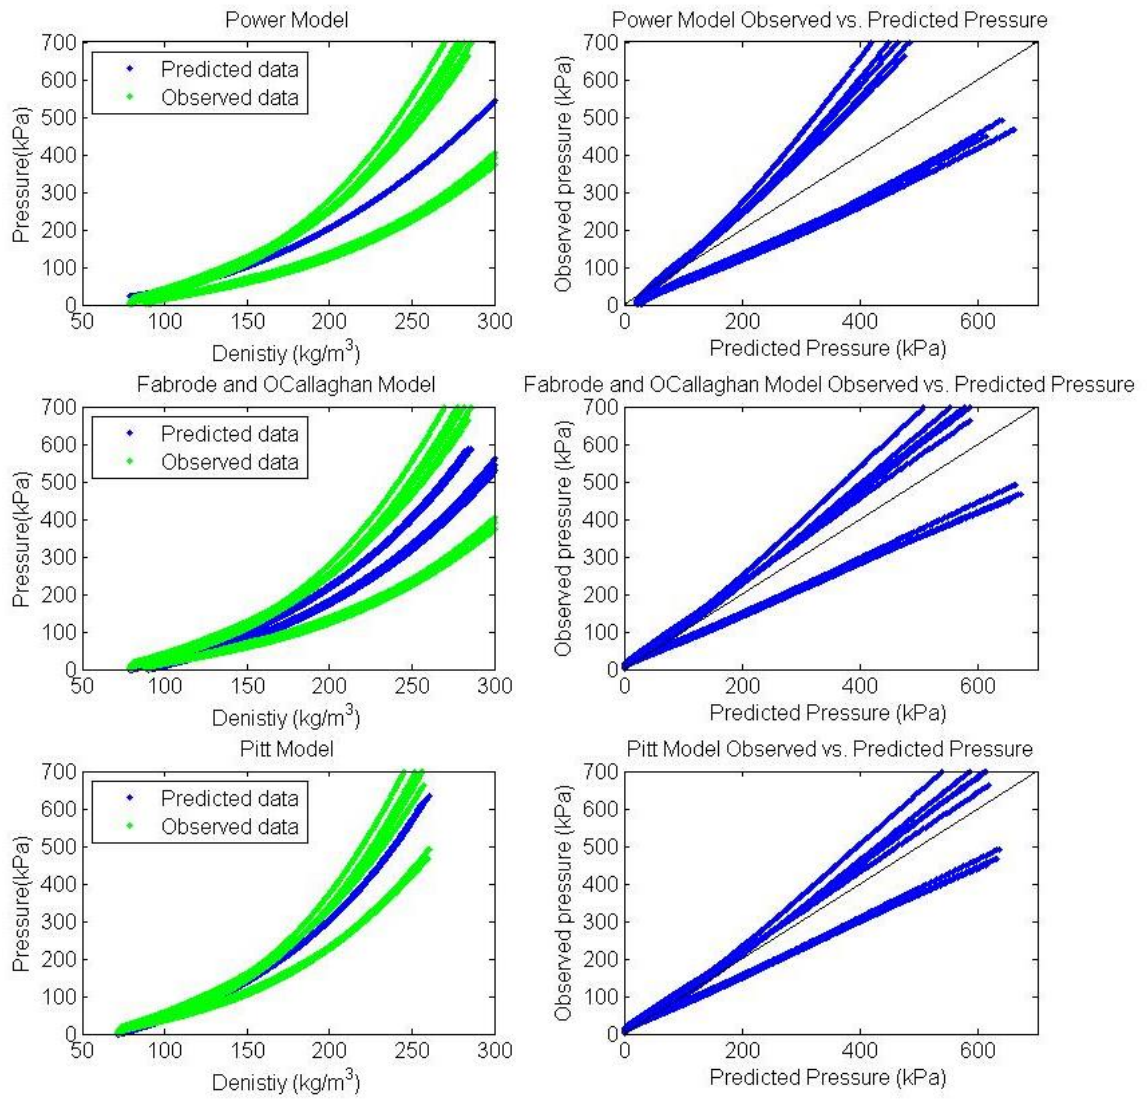 Power Model
Pressure(kPa)
700
600
500
400
300
200
100
0
Predicted data
Observed data
50 100 150 200 250 300
Denistiy (kg/m³)
Power Model Observed vs. Predicted Pressure
Observed pressure (kPa)
700
600
500
400
300
200
100
0
0 200 400 600
Predicted Pressure (kPa)
Fabrode and OCallaghan Model
Pressure(kPa)
700
600
500
400
300
200
100
0
Predicted data
Observed data
50 100 150 200 250 300
Denistiy (kg/m³)
Fabrode and OCallaghan Model Observed vs. Predicted Pressure
Observed pressure (kPa)
700
600
500
400
300
200
100
0
0 200 400 600
Predicted Pressure (kPa)
Pitt Model
Pressure(kPa)
700
600
500
400
300
200
100
0
Predicted data
Observed data
50 100 150 200 250 300
Denistiy (kg/m³)
Pitt Model Observed vs. Predicted Pressure
Observed pressure (kPa)
700
600
500
400
300
200
100
0
0 200 400 600
Predicted Pressure (kPa)